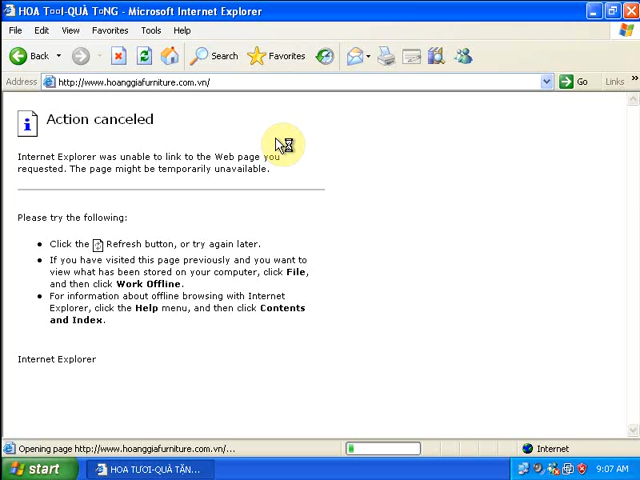 HOA T¤¤I-QUÀ T¤NG - Microsoft Internet Explorer
File Edit View Favorites Tools Help
Back Search Favorites
Address http://www.hoanggiafurniture.com.vn/ Go Links »
Action canceled
Internet Explorer was unable to link to the Web page you
requested. The page might be temporarily unavailable.
Please try the following:
Click the Refresh button, or try again later.
If you have visited this page previously and you want to
view what has been stored on your computer, click File,
and then click Work Offline.
For information about offline browsing with Internet
Explorer, click the Help menu, and then click Contents
and Index.
Internet Explorer
Opening page http://www.hoanggiafurniture.com.vn/... Internet
start HOA TƯƠI-QUÀ TẶN... 9:07 AM